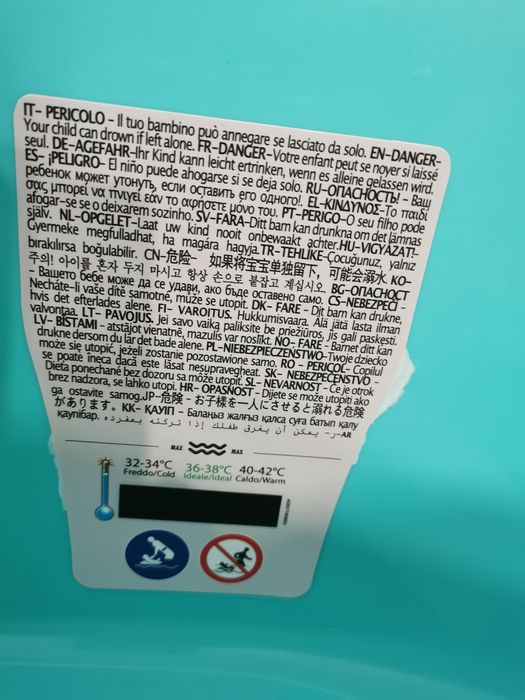 IT- PERICOLO - Il tuo bambino può annegare se lasciato da solo. EN-DANGER-
Your child can drown if left alone. FR-DANGER-Votre enfant peut se noyer si laissé
seul. DE-AGEFAHR-Ihr Kind kann leicht ertrinken, wenn es alleine gelassen wird.
ES- ¡PELIGRO- El niño puede ahogarse si se deja solo. RU-ОПАСНОСТЬ! - Ваш
ребенок может утонуть, если оставить его одного!. EL-ΚΙΝΔΥΝΟΣ-Το παιδί
σας μπορεί να πνιγεί εάν το αφήσετε μόνο του. PT-PERIGO-O seu filho pode
afogar-se se o deixarem sozinho. SV-FARA-Ditt barn kan drunkna om det lämnas
själv. NL-OPGELET-Laat uw kind nooit onbewaakt achter.HU-VIGYÁZAT!-
Gyermeke megfulladhat, ha magára hagyja.TR-TEHLİKE-Çocuğunuz, yalnız
bırakılırsa boğulabilir. CN-危险- 如果将宝宝单独留下, 可能会溺水. KO-
주의! 아이를 혼자 두지 마시고 항상 손으로 붙잡고 계십시오. BG-ОПАСНОСТ
- Вашето бебе може да се удави, ако бъде оставено само. CS-NEBEZPEČÍ -
Necháte-li vaše dítě samotné, může se utopit. DK- FARE - Dit barn kan drukne,
hvis det efterlades alene. FI- VAROITUS. Hukkumisvaara. Älä jätä lasta ilman
valvontaa. LT - PAVOJUS. Jei savo vaiką paliksite be priežiūros, jis gali paskęsti.
LV- BĪSTAMI - atstājot vienatnē, mazulis var noslīkt. NO- FARE - Barnet ditt kan
drukne dersom du lar det bade alene. PL-NIEBEZPIECZEŃSTWO-Twoje dziecko
może się utopić, jeżeli zostanie pozostawione samo. RO - PERICOL- Copilul
se poate îneca dacă este lăsat nesupravegheat. SK- NEBEZPEČENSTVO -
Dieťa ponechané bez dozoru sa môže utopiť. SL- NEVARNOST - Če je otrok
brez nadzora, se lahko utopi. HR- OPASNOST - Dijete se može utopiti ako
ga ostavite samog.JP-危険 - お子様を一人にさせると溺れる危険
があります。 KK- ҚАУІП - Балаңыз жалғыз қалса суға батып қалу
қаупібар. ر- يمكن أن يغرق طفلك إذا تركته بمفرده.-AR
MAX MAX
32-34°C 36-38°C 40-42°C
Freddo/Cold Ideale/Ideal Caldo/Warm